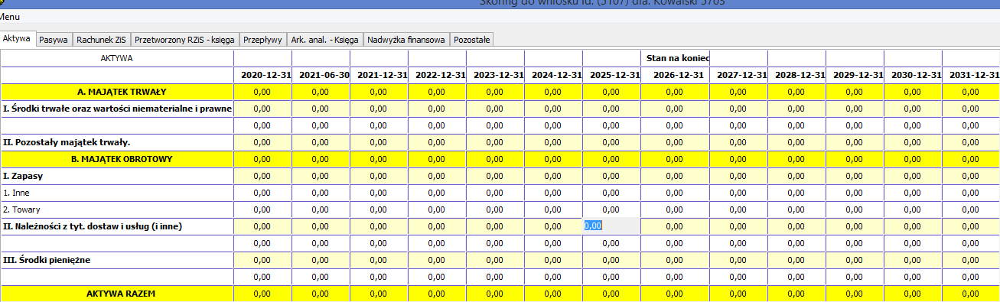 Skoring do wniosku id. (5107) dla: Kowalski 5703
Menu
Aktywa Pasywa Rachunek ZiS Przetworzony RZiS - księga Przepływy Ark. anal. - Księga Nadwyżka finansowa Pozostałe
AKTYWA Stan na koniec
2020-12-31 2021-06-30 2021-12-31 2022-12-31 2023-12-31 2024-12-31 2025-12-31 2026-12-31 2027-12-31 2028-12-31 2029-12-31 2030-12-31 2031-12-31
A. MAJĄTEK TRWAŁY 0,00 0,00 0,00 0,00 0,00 0,00 0,00 0,00 0,00 0,00 0,00 0,00 0,00
I. Środki trwałe oraz wartości niematerialne i prawne 0,00 0,00 0,00 0,00 0,00 0,00 0,00 0,00 0,00 0,00 0,00 0,00 0,00
0,00 0,00 0,00 0,00 0,00 0,00 0,00 0,00 0,00 0,00 0,00 0,00 0,00
II. Pozostały majątek trwały. 0,00 0,00 0,00 0,00 0,00 0,00 0,00 0,00 0,00 0,00 0,00 0,00 0,00
B. MAJĄTEK OBROTOWY 0,00 0,00 0,00 0,00 0,00 0,00 0,00 0,00 0,00 0,00 0,00 0,00 0,00
I. Zapasy 0,00 0,00 0,00 0,00 0,00 0,00 0,00 0,00 0,00 0,00 0,00 0,00 0,00
1. Inne 0,00 0,00 0,00 0,00 0,00 0,00 0,00 0,00 0,00 0,00 0,00 0,00 0,00
2. Towary 0,00 0,00 0,00 0,00 0,00 0,00 0,00 0,00 0,00 0,00 0,00 0,00 0,00
II. Należności z tyt. dostaw i usług (i inne) 0,00 0,00 0,00 0,00 0,00 0,00 0,00 0,00 0,00 0,00 0,00 0,00 0,00
0,00 0,00 0,00 0,00 0,00 0,00 0,00 0,00 0,00 0,00 0,00 0,00 0,00
III. Środki pieniężne 0,00 0,00 0,00 0,00 0,00 0,00 0,00 0,00 0,00 0,00 0,00 0,00 0,00
0,00 0,00 0,00 0,00 0,00 0,00 0,00 0,00 0,00 0,00 0,00 0,00 0,00
AKTYWA RAZEM 0,00 0,00 0,00 0,00 0,00 0,00 0,00 0,00 0,00 0,00 0,00 0,00 0,00